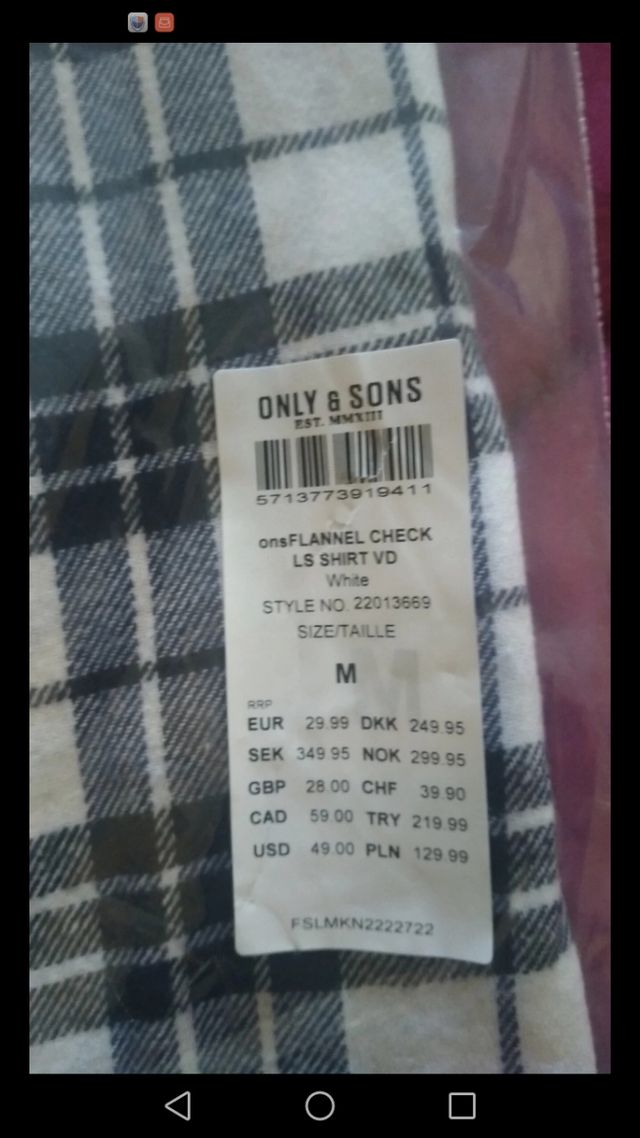 ONLY & SONS
EST. MMXIII
5713773919411
onsFLANNEL CHECK
LS SHIRT VD
White
STYLE NO. 22013669
SIZE/TAILLE
M
RRP
EUR 29.99 DKK 249.95
SEK 349.95 NOK 299.95
GBP 28.00 CHF 39.90
CAD 59.00 TRY 219.99
USD 49.00 PLN 129.99
FSLMKN2222722